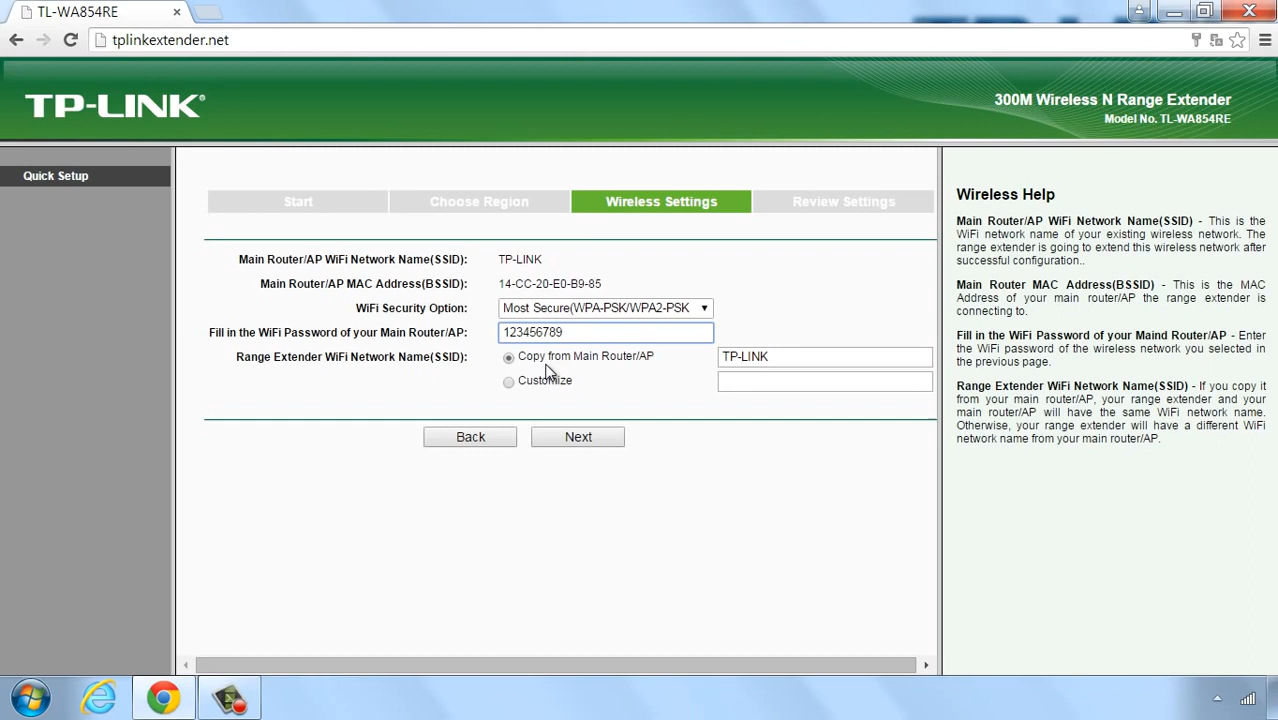 TL-WA854RE
tplinkextender.net
TP-LINK®
300M Wireless N Range Extender
Model No. TL-WA854RE
Quick Setup
Start
Choose Region
Wireless Settings
Review Settings
Main Router/AP WiFi Network Name(SSID):
TP-LINK
Main Router/AP MAC Address(BSSID):
14-CC-20-E0-B9-85
WiFi Security Option:
Most Secure(WPA-PSK/WPA2-PSK
Fill in the WiFi Password of your Main Router/AP:
123456789
Range Extender WiFi Network Name(SSID):
Copy from Main Router/AP
TP-LINK
Customize
Back
Next
Wireless Help
Main Router/AP WiFi Network Name(SSID) - This is the
WiFi network name of your existing wireless network. The
range extender is going to extend this wireless network after
successful configuration..
Main Router MAC Address(BSSID) - This is the MAC
Address of your main router/AP the range extender is
connecting to.
Fill in the WiFi Password of your Maind Router/AP - Enter
the WiFi password of the wireless network you selected in
the previous page.
Range Extender WiFi Network Name(SSID) - If you copy it
from your main router/AP, your range extender and your
main router/AP will have the same WiFi network name.
Otherwise, your range extender will have a different WiFi
network name from your main router/AP.